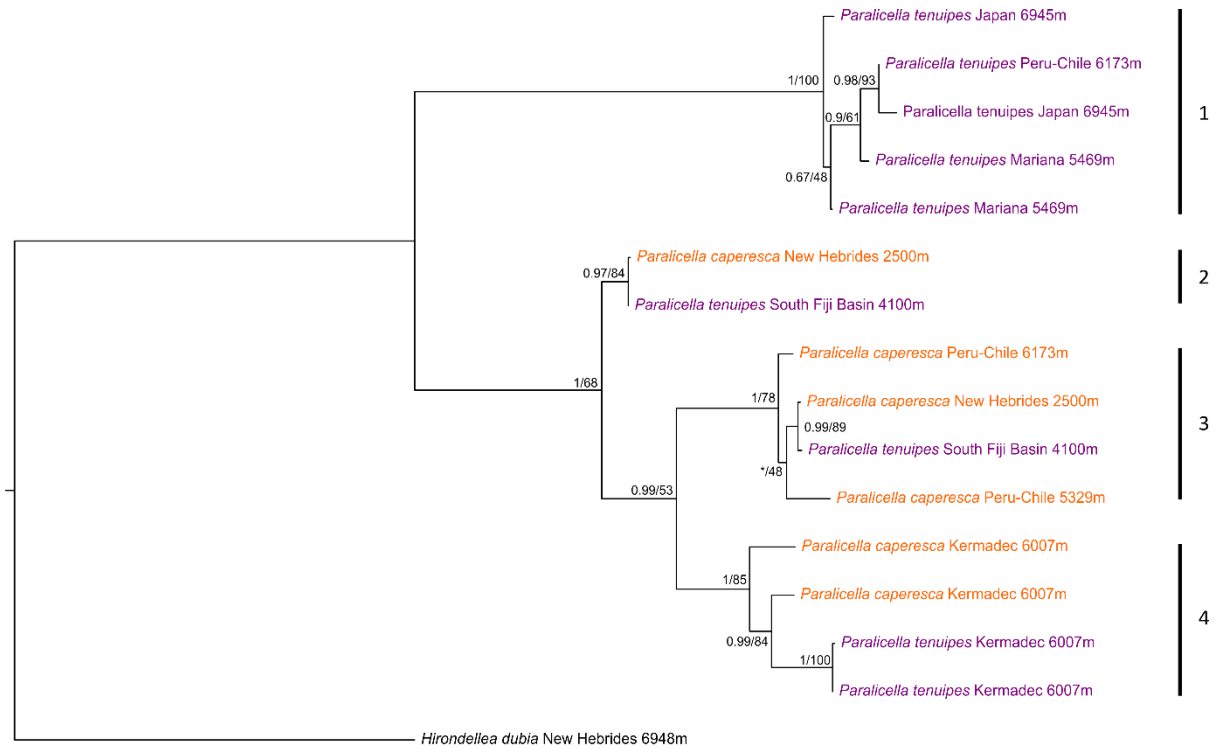 Paralicella tenuipes Japan 6945m
Paralicella tenuipes Peru-Chile 6173m
0.98/93
1/100
Paralicella tenuipes Japan 6945m
1
0.9/61
Paralicella tenuipes Mariana 5469m
0.67/48
Paralicella tenuipes Mariana 5469m
Paralicella caperesca New Hebrides 2500m
0.97/84
2
Paralicella tenuipes South Fiji Basin 4100m
Paralicella caperesca Peru-Chile 6173m
1/68
1/78
Paralicella caperesca New Hebrides 2500m
0.99/89
3
Paralicella tenuipes South Fiji Basin 4100m
*/48
0.99/53
Paralicella caperesca Peru-Chile 5329m
Paralicella caperesca Kermadec 6007m
1/85
Paralicella caperesca Kermadec 6007m
4
0.99/84
Paralicella tenuipes Kermadec 6007m
1/100
Paralicella tenuipes Kermadec 6007m
Hirondellea dubia New Hebrides 6948m